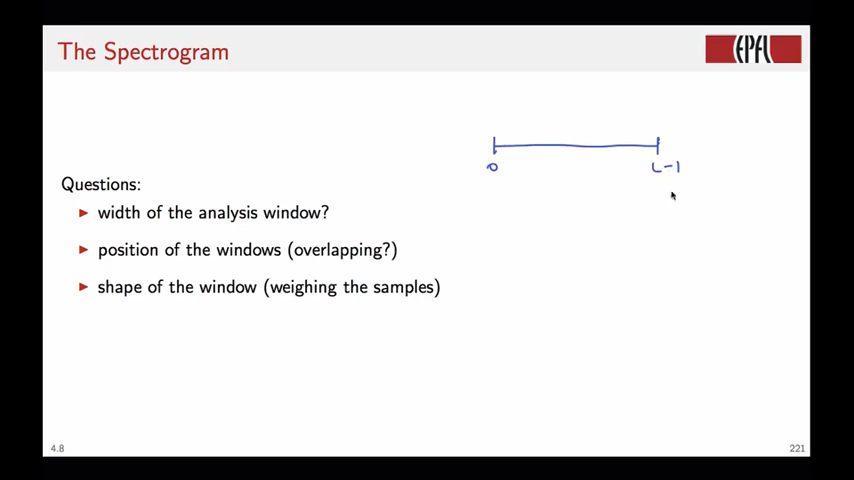 The Spectrogram
EPFL
0
L-1
Questions:
width of the analysis window?
position of the windows (overlapping?)
shape of the window (weighing the samples)
4.8
221